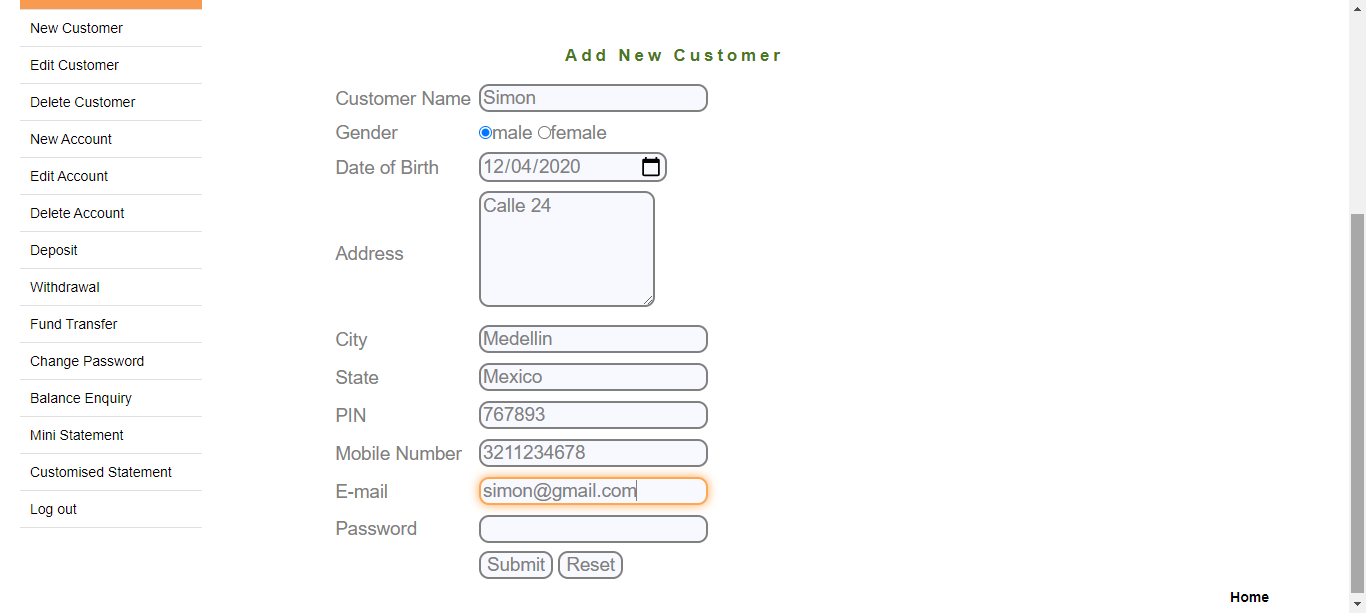 New Customer
Edit Customer
Delete Customer
New Account
Edit Account
Delete Account
Deposit
Withdrawal
Fund Transfer
Change Password
Balance Enquiry
Mini Statement
Customised Statement
Log out
Add New Customer
Customer Name Simon
Gender male female
Date of Birth 12/04/2020
Address Calle 24
City Medellin
State Mexico
PIN 767893
Mobile Number 3211234678
E-mail simon@gmail.com
Password
Submit Reset
Home